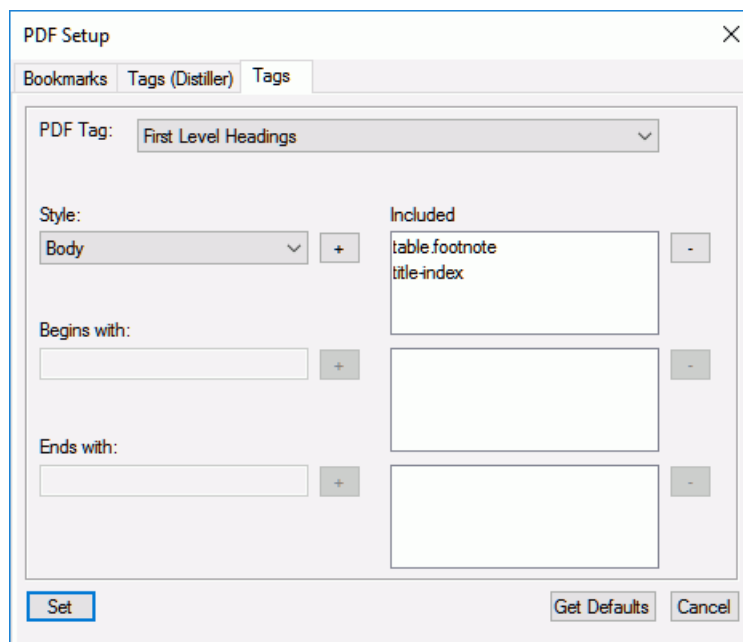 PDF Setup
Bookmarks Tags (Distiller) Tags
PDF Tag: First Level Headings
Style: Included
Body + table.footnote -
title-index
Begins with:
+ -
Ends with:
+ -
Set Get Defaults Cancel